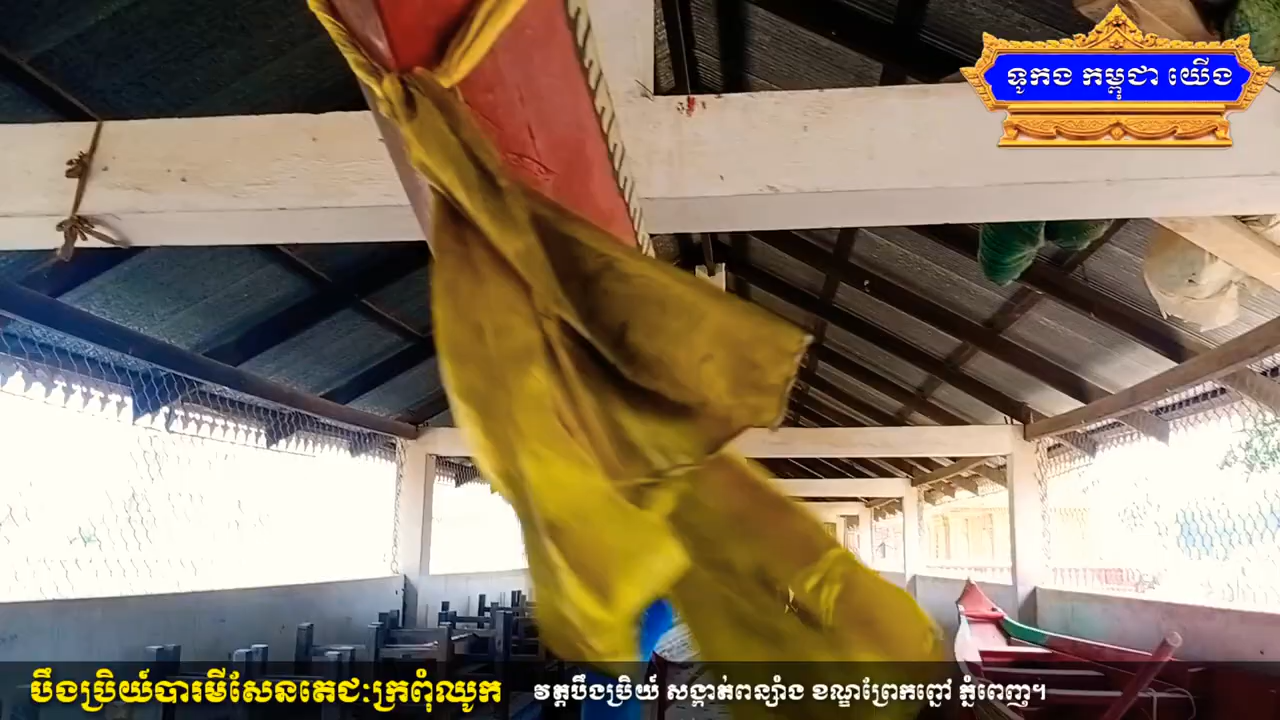 ទូកង កម្ពុជា យើង
បឹងប្រិយ៍បារមីសែនតេជៈក្រពុំឈូក
វត្តបឹងប្រិយ៍ សង្កាត់ពន្សាំង ខណ្ឌព្រែកព្នៅ ភ្នំពេញ។